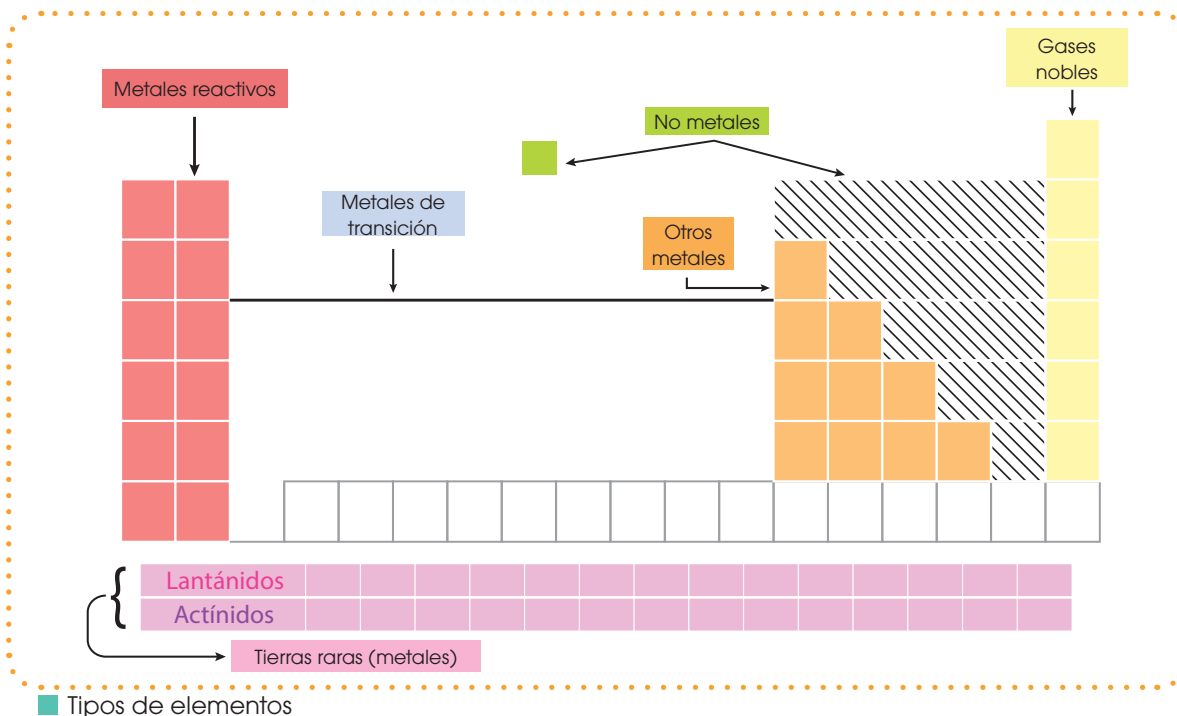 Gases
nobles
Metales reactivos
No metales
Metales de
transición
Otros
metales
Lantánidos
Actínidos
Tierras raras (metales)
Tipos de elementos